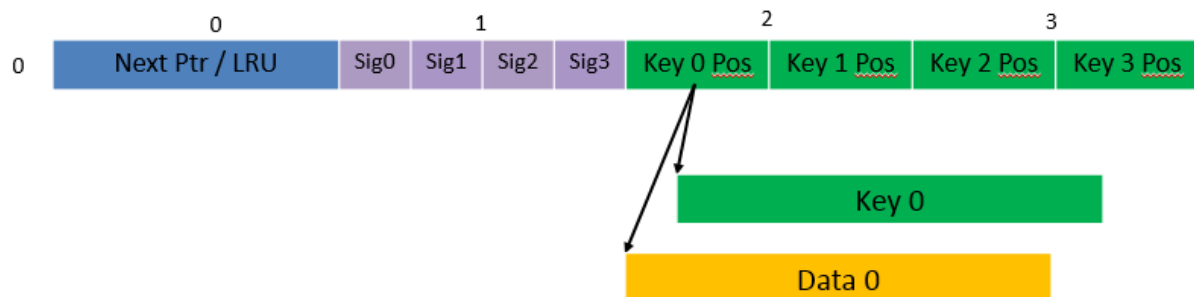 0 1 2 3
0 Next Ptr / LRU Sig0 Sig1 Sig2 Sig3 Key 0 Pos Key 1 Pos Key 2 Pos Key 3 Pos
Key 0
Data 0